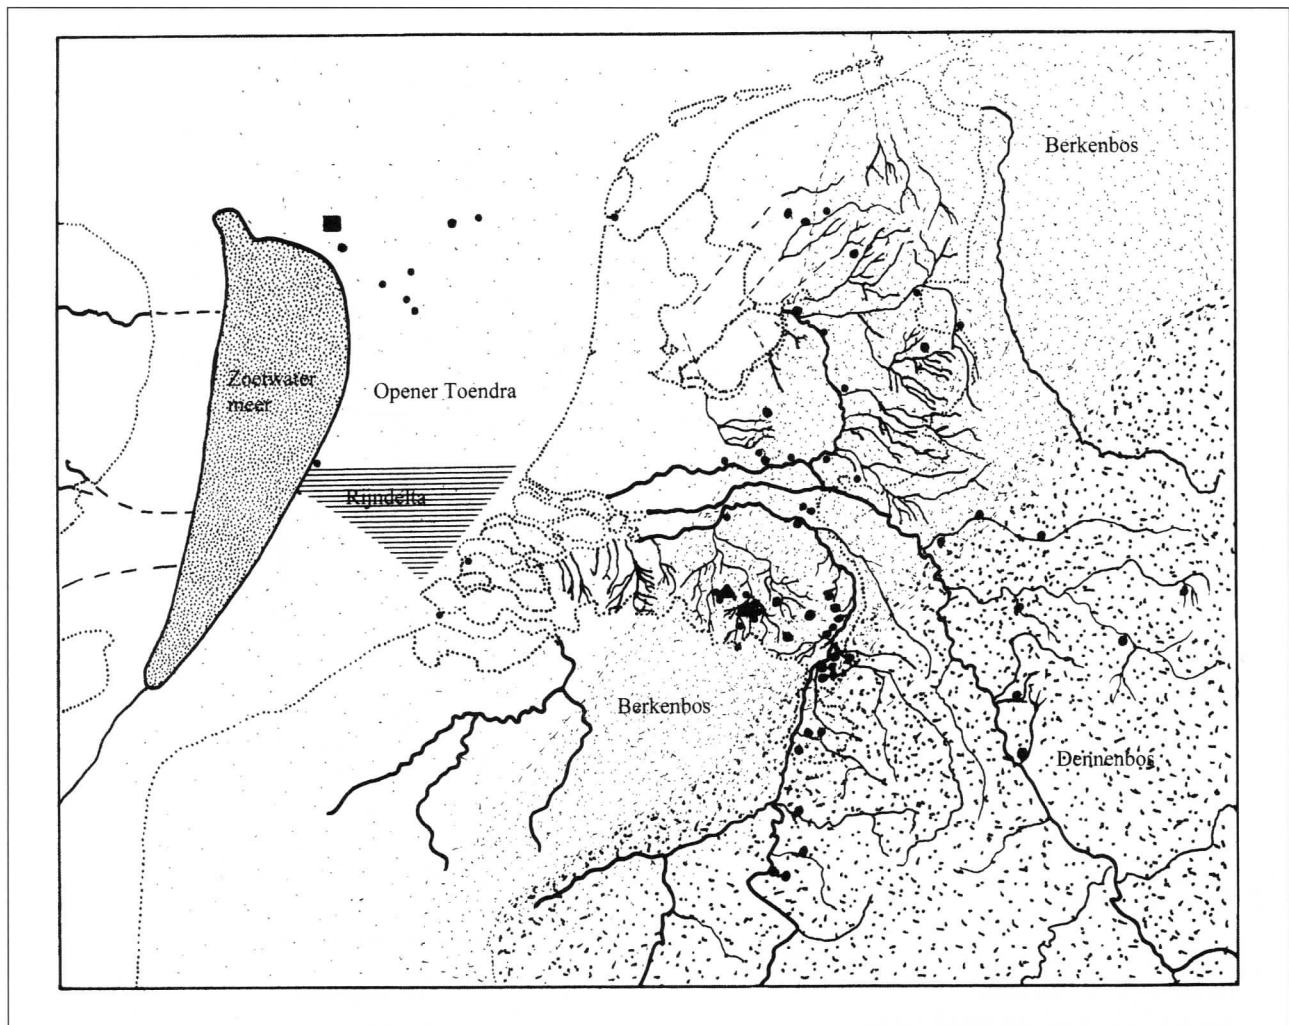 Berkenbos
Zoetwater
meer
Opener Toendra
Rijndelta
Berkenbos
Dennenbos